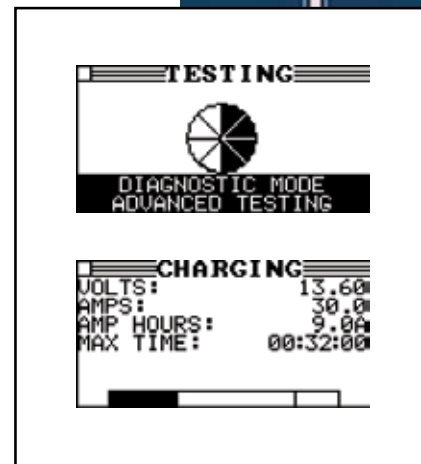 TESTING
DIAGNOSTIC MODE
ADVANCED TESTING
CHARGING
VOLTS: 13.60
AMPS: 30.0
AMP HOURS: 9.0A
MAX TIME: 00:32:00